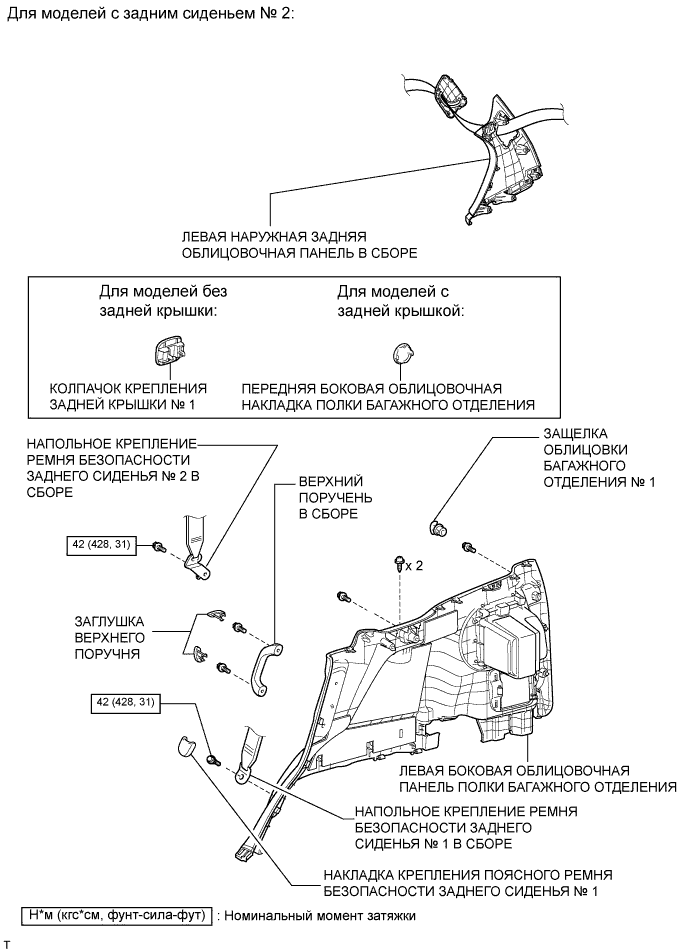 Для моделей с задним сиденьем № 2:
ЛЕВАЯ НАРУЖНАЯ ЗАДНЯЯ
ОБЛИЦОВОЧНАЯ ПАНЕЛЬ В СБОРЕ
Для моделей без
задней крышки:
Для моделей с
задней крышкой:
КОЛПАЧОК КРЕПЛЕНИЯ
ЗАДНЕЙ КРЫШКИ № 1
ПЕРЕДНЯЯ БОКОВАЯ ОБЛИЦОВОЧНАЯ
НАКЛАДКА ПОЛКИ БАГАЖНОГО ОТДЕЛЕНИЯ
НАПОЛЬНОЕ КРЕПЛЕНИЕ
РЕМНЯ БЕЗОПАСНОСТИ
ЗАДНЕГО СИДЕНЬЯ № 2 В
СБОРЕ
ЗАЩЕЛКА
ОБЛИЦОВКИ
БАГАЖНОГО
ОТДЕЛЕНИЯ № 1
ВЕРХНИЙ
ПОРУЧЕНЬ
В СБОРЕ
42 (428, 31)
x 2
ЗАГЛУШКА
ВЕРХНЕГО
ПОРУЧНЯ
42 (428, 31)
ЛЕВАЯ БОКОВАЯ ОБЛИЦОВОЧНАЯ
ПАНЕЛЬ ПОЛКИ БАГАЖНОГО ОТДЕЛЕНИЯ
НАПОЛЬНОЕ КРЕПЛЕНИЕ РЕМНЯ
БЕЗОПАСНОСТИ ЗАДНЕГО
СИДЕНЬЯ № 1 В СБОРЕ
НАКЛАДКА КРЕПЛЕНИЯ ПОЯСНОГО РЕМНЯ
БЕЗОПАСНОСТИ ЗАДНЕГО СИДЕНЬЯ № 1
Н*м (кгс*см, фунт-сила-фут) : Номинальный момент затяжки
T